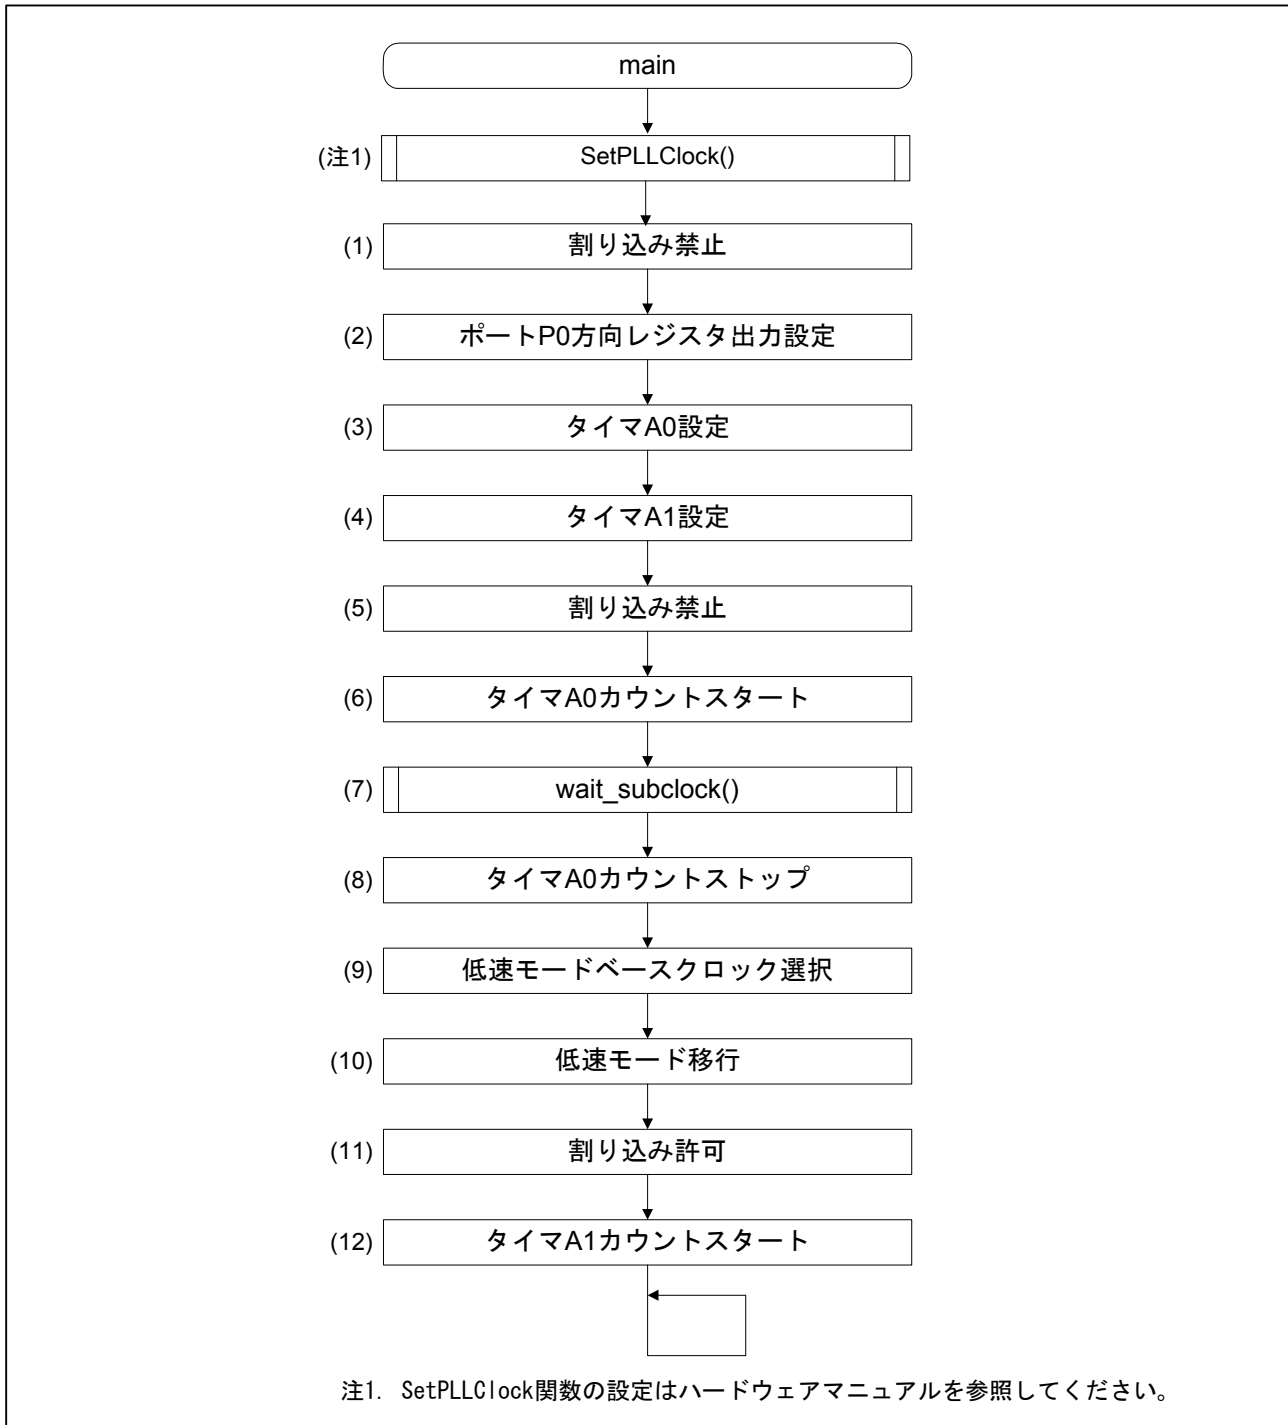 main
(注1) SetPLLClock()
(1) 割り込み禁止
(2) ポートP0方向レジスタ出力設定
(3) タイマA0設定
(4) タイマA1設定
(5) 割り込み禁止
(6) タイマA0カウントスタート
(7) wait_subclock()
(8) タイマA0カウントストップ
(9) 低速モードベースクロック選択
(10) 低速モード移行
(11) 割り込み許可
(12) タイマA1カウントスタート
注1. SetPLLClock関数の設定はハードウェアマニュアルを参照してください。